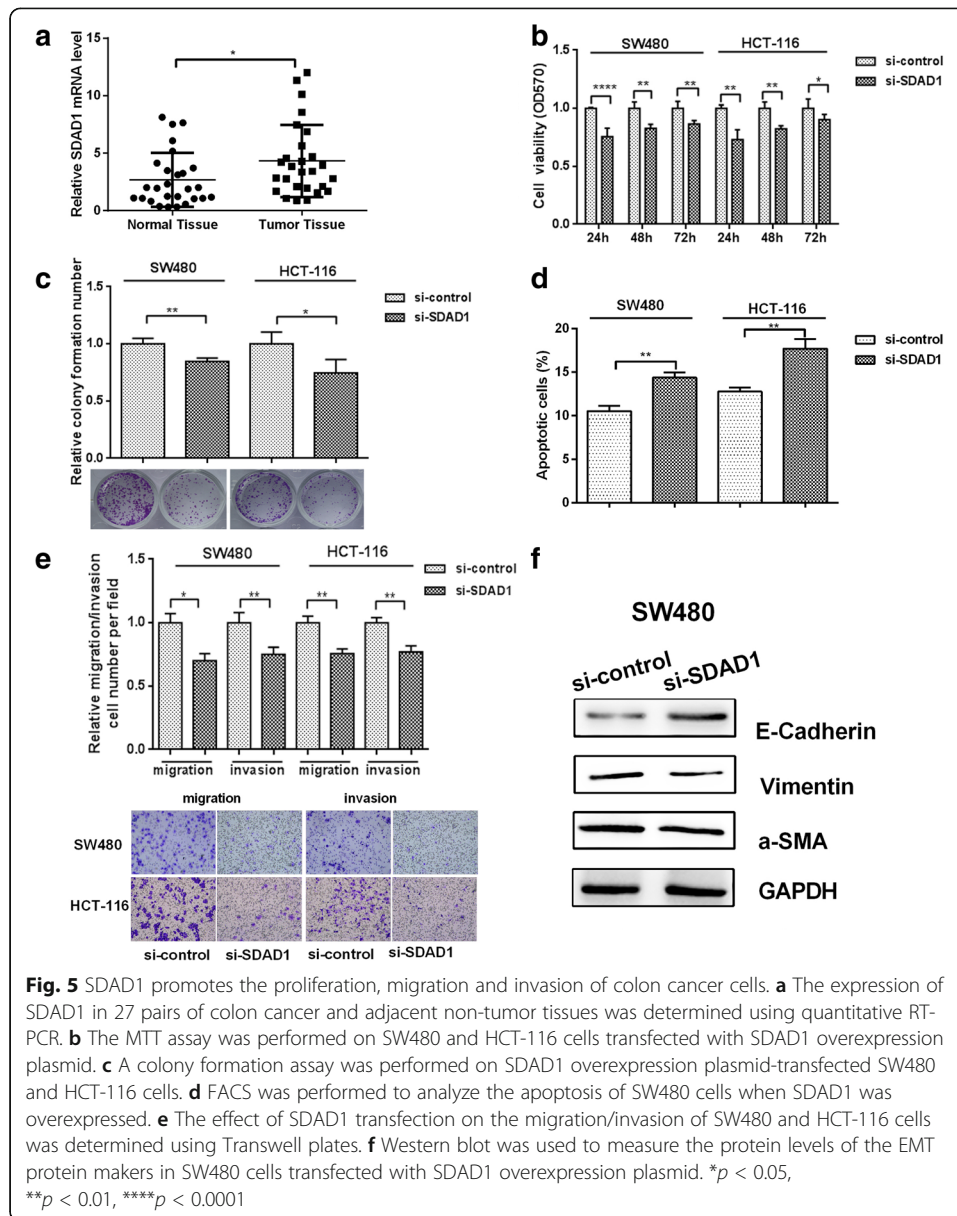 a
Relative SDAD1 mRNA level
15
10
5
0
*
Normal Tissue
Tumor Tissue
b
SW480
HCT-116
si-control
si-SDAD1
Cell viability (OD570)
1.5
1.0
0.5
0.0
**** ** ** ** ** *
24h 48h 72h 24h 48h 72h
c
SW480
HCT-116
si-control
si-SDAD1
Relative colony formation number
1.5
1.0
0.5
0.0
** *
d
SW480
HCT-116
si-control
si-SDAD1
Apoptotic cells (%)
20
15
10
5
0
** **
e
SW480
HCT-116
si-control
si-SDAD1
Relative migration/invasion
cell number per field
1.5
1.0
0.5
0.0
* ** ** **
migration invasion migration invasion
migration invasion
SW480
HCT-116
si-control si-SDAD1 si-control si-SDAD1
f
SW480
si-control si-SDAD1
E-Cadherin
Vimentin
a-SMA
GAPDH
Fig. 5 SDAD1 promotes the proliferation, migration and invasion of colon cancer cells. a The expression of
SDAD1 in 27 pairs of colon cancer and adjacent non-tumor tissues was determined using quantitative RT-
PCR. b The MTT assay was performed on SW480 and HCT-116 cells transfected with SDAD1 overexpression
plasmid. c A colony formation assay was performed on SDAD1 overexpression plasmid-transfected SW480
and HCT-116 cells. d FACS was performed to analyze the apoptosis of SW480 cells when SDAD1 was
overexpressed. e The effect of SDAD1 transfection on the migration/invasion of SW480 and HCT-116 cells
was determined using Transwell plates. f Western blot was used to measure the protein levels of the EMT
protein makers in SW480 cells transfected with SDAD1 overexpression plasmid. *p < 0.05,
**p < 0.01, ****p < 0.0001